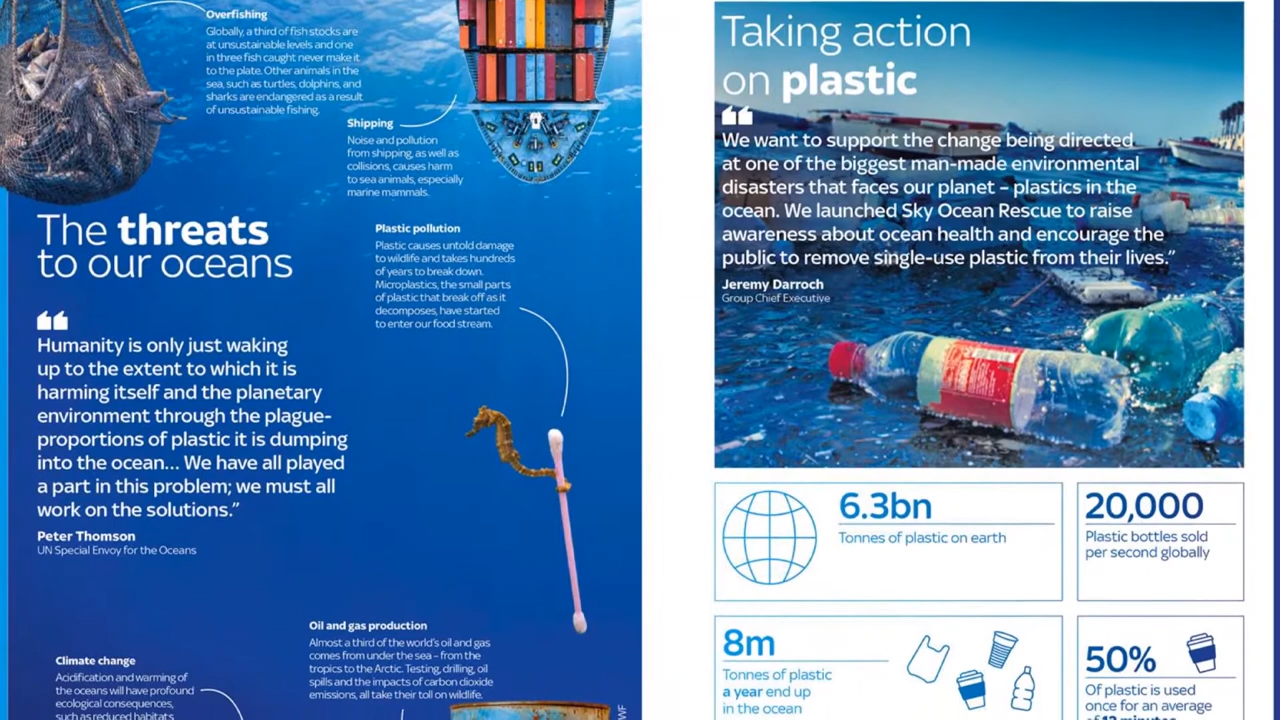 Overfishing
Globally, a third of fish stocks are
at unsustainable levels and one
in three fish caught never make it
to the plate. Other animals in the
sea, such as turtles, dolphins, and
sharks are endangered as a result
of unsustainable fishing.
Shipping
Noise and pollution
from shipping, as well as
collisions, causes harm
to sea animals, especially
marine mammals.
The threats
to our oceans
Plastic pollution
Plastic causes untold damage
to wildlife and takes hundreds
of years to break down.
Microplastics, the small parts
of plastic that break off as it
decomposes, have started
to enter our food stream.
“
Humanity is only just waking
up to the extent to which it is
harming itself and the planetary
environment through the plague-
proportions of plastic it is dumping
into the ocean... We have all played
a part in this problem; we must all
work on the solutions.”
Peter Thomson
UN Special Envoy for the Oceans
Oil and gas production
Almost a third of the world's oil and gas
comes from under the sea – from the
tropics to the Arctic. Testing, drilling, oil
spills and the impacts of carbon dioxide
emissions, all take their toll on wildlife.
Climate change
Acidification and warming of
the oceans will have profound
ecological consequences,
such as reduced habitats
WF
Taking action
on plastic
“
We want to support the change being directed
at one of the biggest man-made environmental
disasters that faces our planet – plastics in the
ocean. We launched Sky Ocean Rescue to raise
awareness about ocean health and encourage the
public to remove single-use plastic from their lives.”
Jeremy Darroch
Group Chief Executive
6.3bn
Tonnes of plastic on earth
20,000
Plastic bottles sold
per second globally
8m
Tonnes of plastic
a year end up
in the ocean
50%
Of plastic is used
once for an average
of 12 minutes